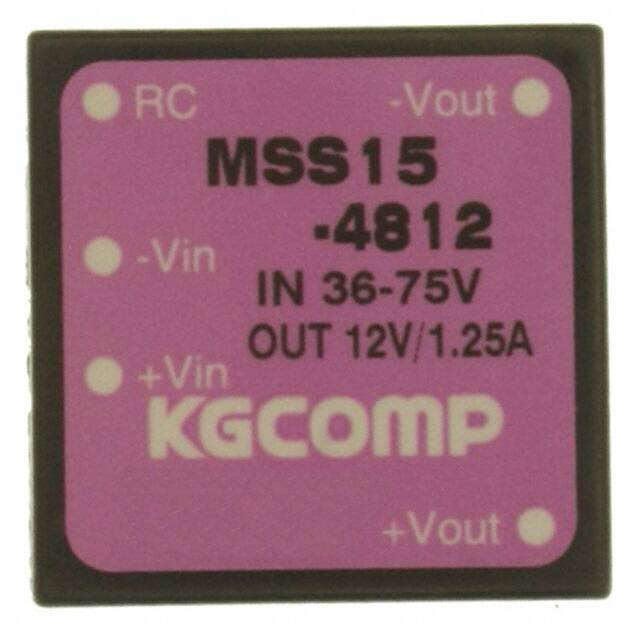 RC -Vout
MSS15
-4812
-Vin
IN 36-75V
OUT 12V/1.25A
+Vin
KGCOMP
+Vout